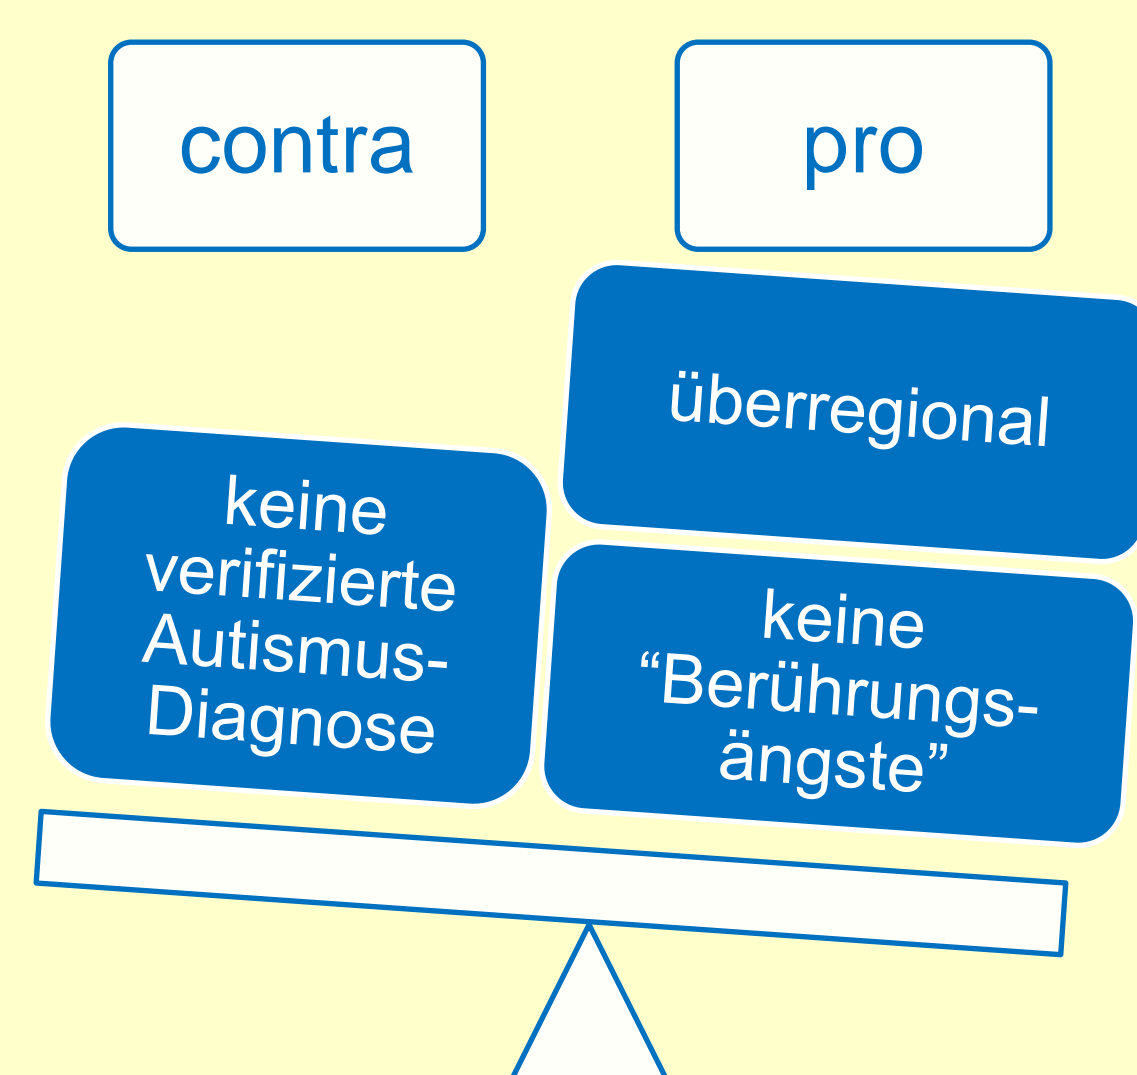 contra
pro
überregional
keine
verifizierte
Autismus-
Diagnose
keine
“Berührungs-
ängste”